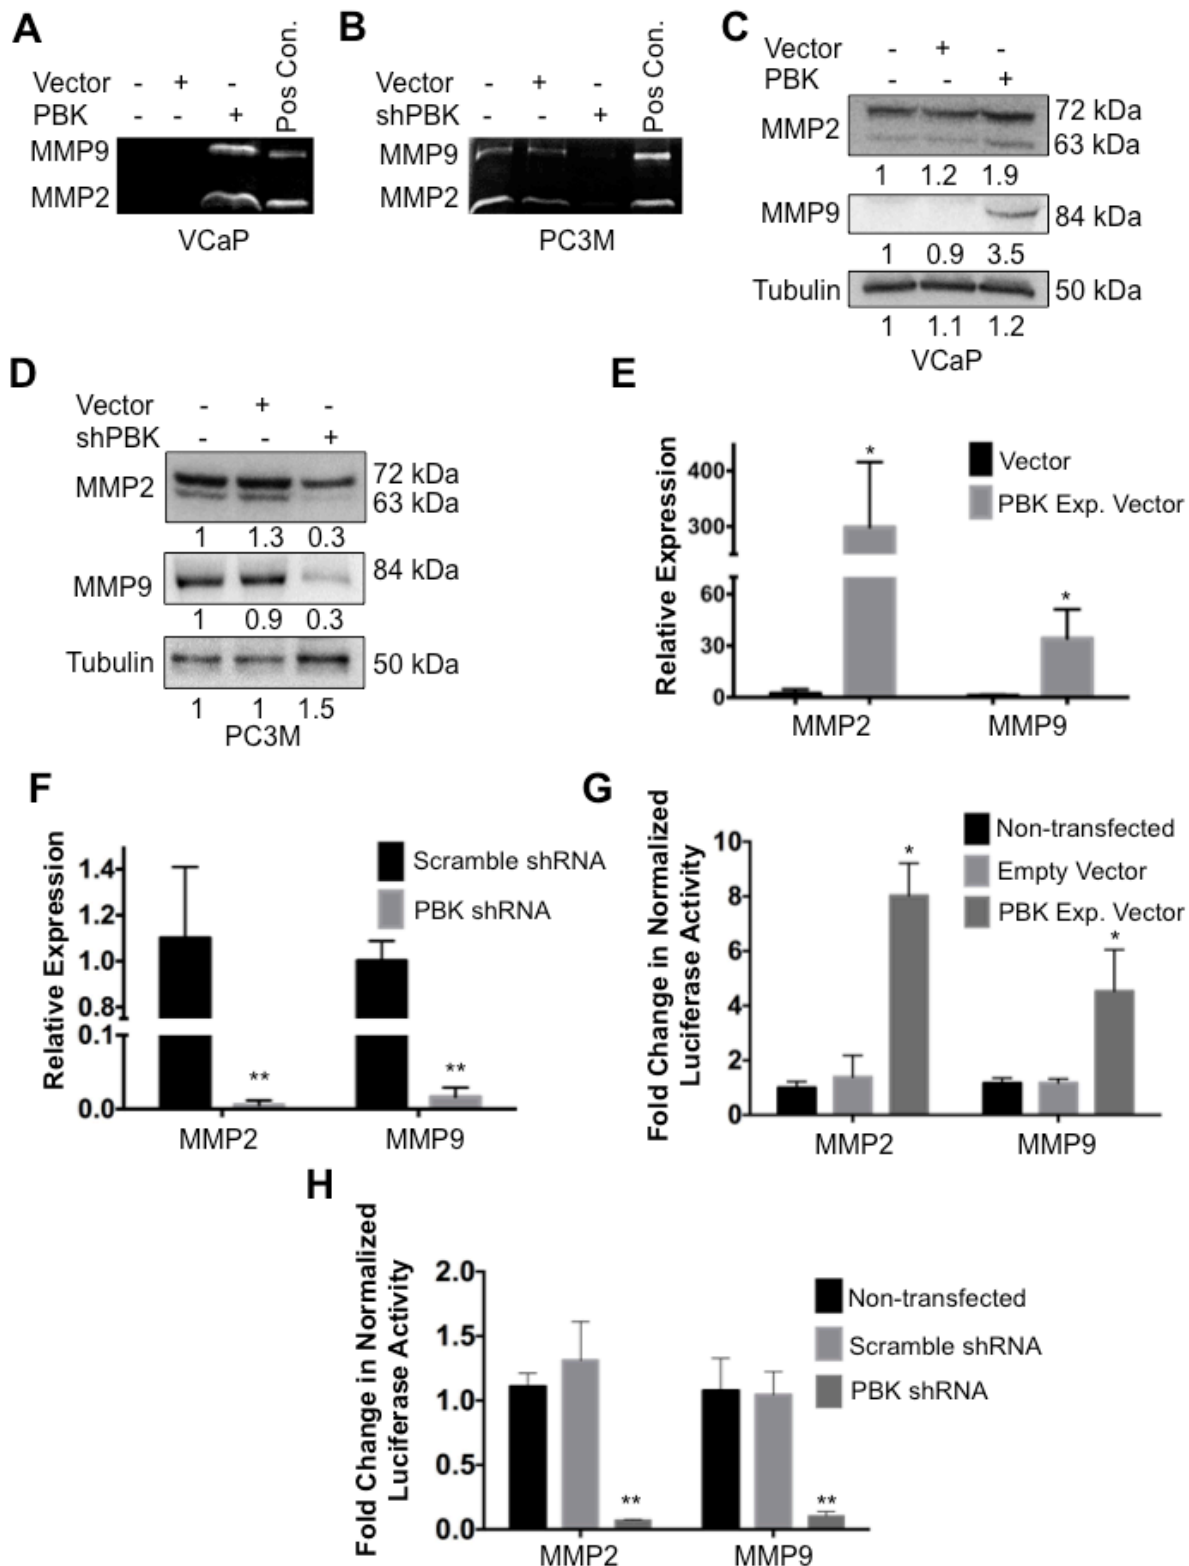 A
Vector - + -
PBK - - +
Pos Con.
MMP9
MMP2
VCaP
B
Vector - + -
shPBK - - +
Pos Con.
MMP9
MMP2
PC3M
C
Vector - + -
PBK - - +
MMP2
72 kDa
63 kDa
1 1.2 1.9
MMP9
84 kDa
1 0.9 3.5
Tubulin
50 kDa
1 1.1 1.2
VCaP
D
Vector - + -
shPBK - - +
MMP2
72 kDa
63 kDa
1 1.3 0.3
MMP9
84 kDa
1 0.9 0.3
Tubulin
50 kDa
1 1 1.5
PC3M
E
Relative Expression
400
300
60
30
0
*
*
MMP2 MMP9
Vector
PBK Exp. Vector
F
Relative Expression
1.4
1.2
1.0
0.8
0.1
0.0
**
**
MMP2 MMP9
Scramble shRNA
PBK shRNA
G
Fold Change in Normalized
Luciferase Activity
10
8
6
4
2
0
*
*
MMP2 MMP9
Non-transfected
Empty Vector
PBK Exp. Vector
H
Fold Change in Normalized
Luciferase Activity
2.0
1.5
1.0
0.5
0.0
**
**
MMP2 MMP9
Non-transfected
Scramble shRNA
PBK shRNA